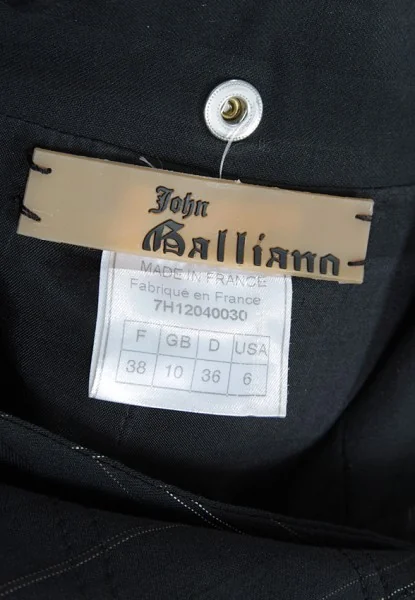 John
Galliano
MADE IN FRANCE
Fabriqué en France
7H12040030
F GB D USA
38 10 36 6